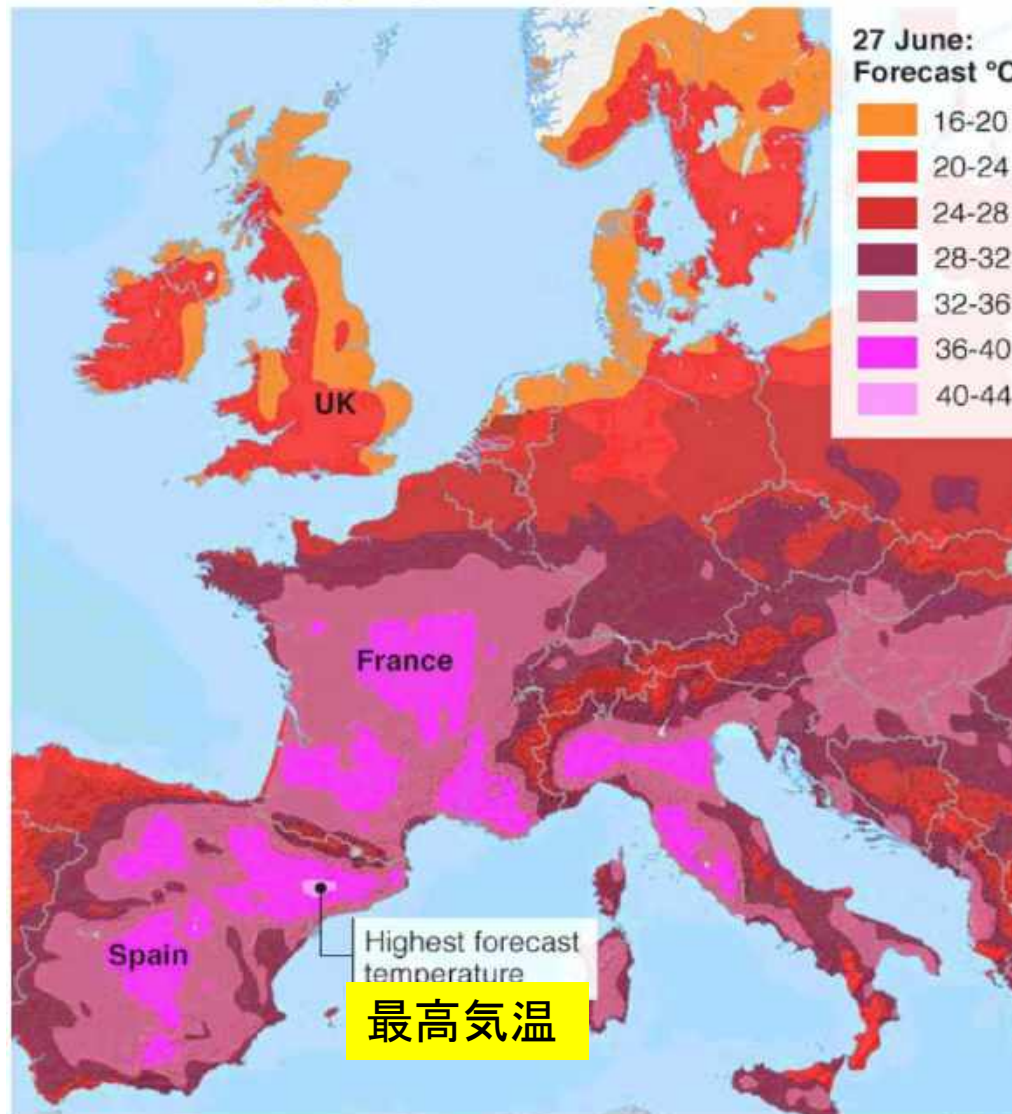 27 June:
Forecast °C
16-20
20-24
24-28
28-32
32-36
36-40
40-44
UK
France
Spain
Highest forecast
temperature
最高気温